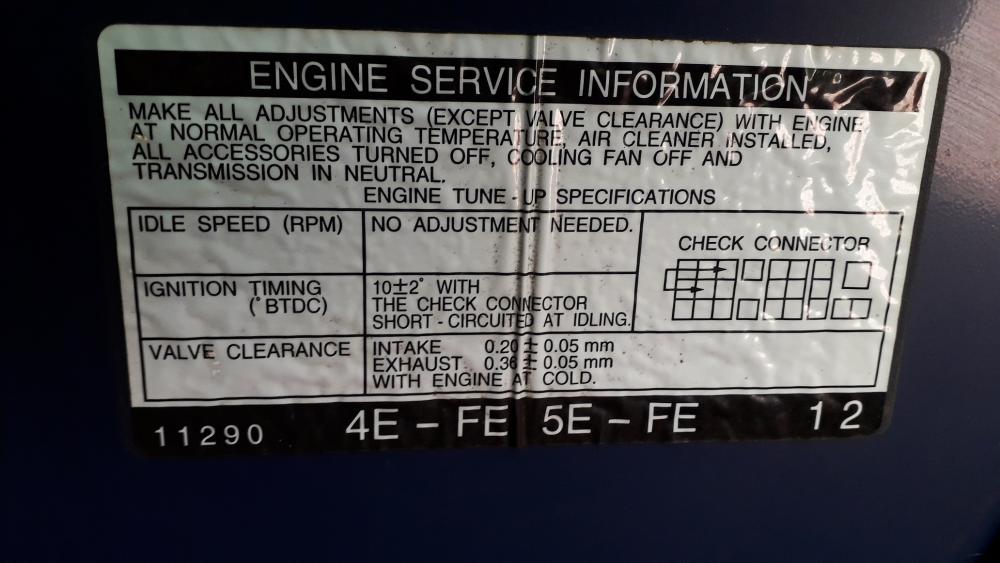 ENGINE SERVICE INFORMATION
MAKE ALL ADJUSTMENTS (EXCEPT VALVE CLEARANCE) WITH ENGINE
AT NORMAL OPERATING TEMPERATURE, AIR CLEANER INSTALLED,
ALL ACCESSORIES TURNED OFF, COOLING FAN OFF AND
TRANSMISSION IN NEUTRAL.
ENGINE TUNE-UP SPECIFICATIONS
IDLE SPEED (RPM)
NO ADJUSTMENT NEEDED.
IGNITION TIMING
(°BTDC)
10±2° WITH
THE CHECK CONNECTOR
SHORT-CIRCUITED AT IDLING.
CHECK CONNECTOR
VALVE CLEARANCE
INTAKE 0.20 ± 0.05 mm
EXHAUST 0.36 ± 0.05 mm
WITH ENGINE AT COLD.
11290
4E-FE 5E-FE
12